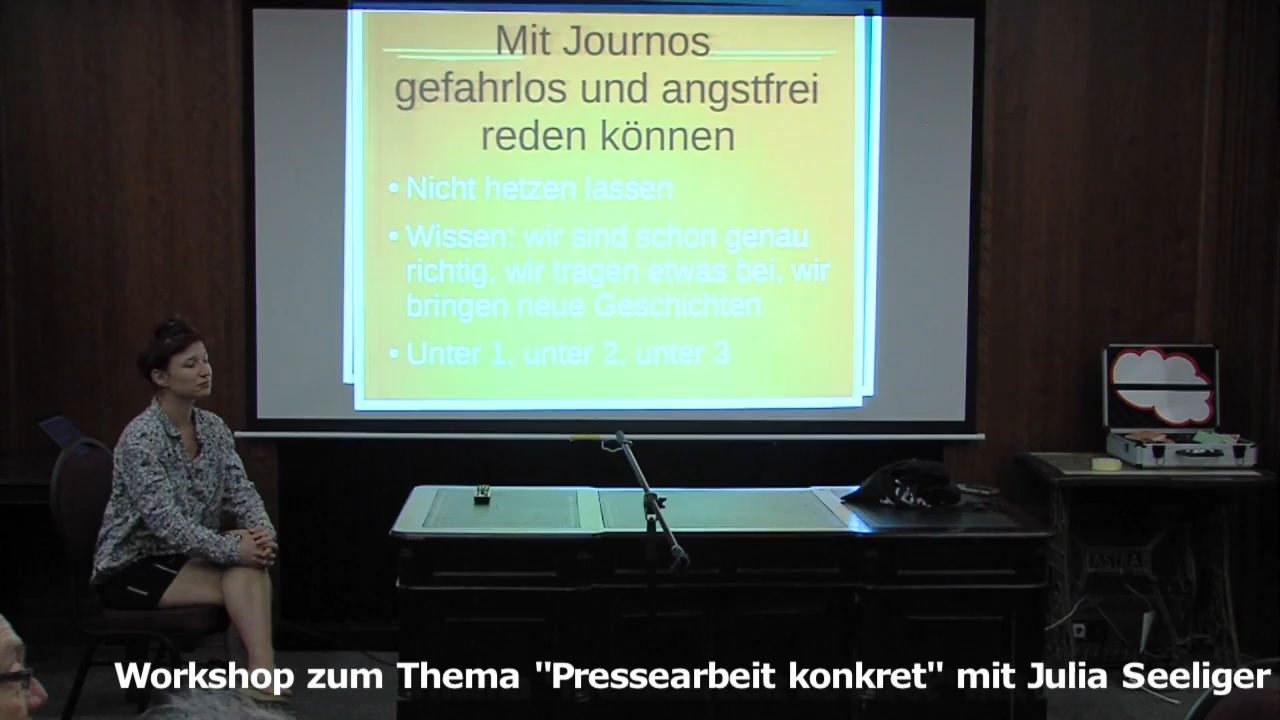 Mit Journos
gefahrlos und angstfrei
reden können
• Nicht hetzen lassen
• Wissen: wir sind schon genau
richtig, wir tragen etwas bei, wir
bringen neue Geschichten
• Unter 1, unter 2, unter 3
Workshop zum Thema "Pressearbeit konkret" mit Julia Seeliger